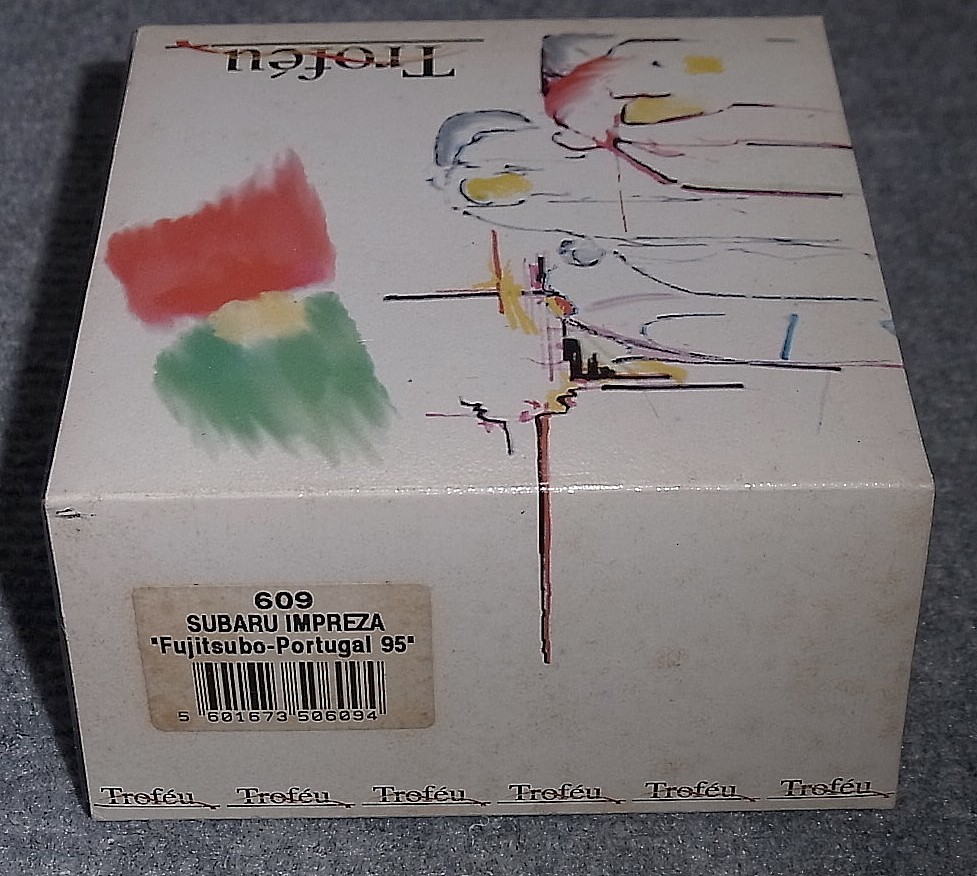 Troféu
609
SUBARU IMPREZA
"Fujitsubo-Portugal 95"
5 601673 506094
Troféu Troféu Troféu Troféu Troféu Troféu